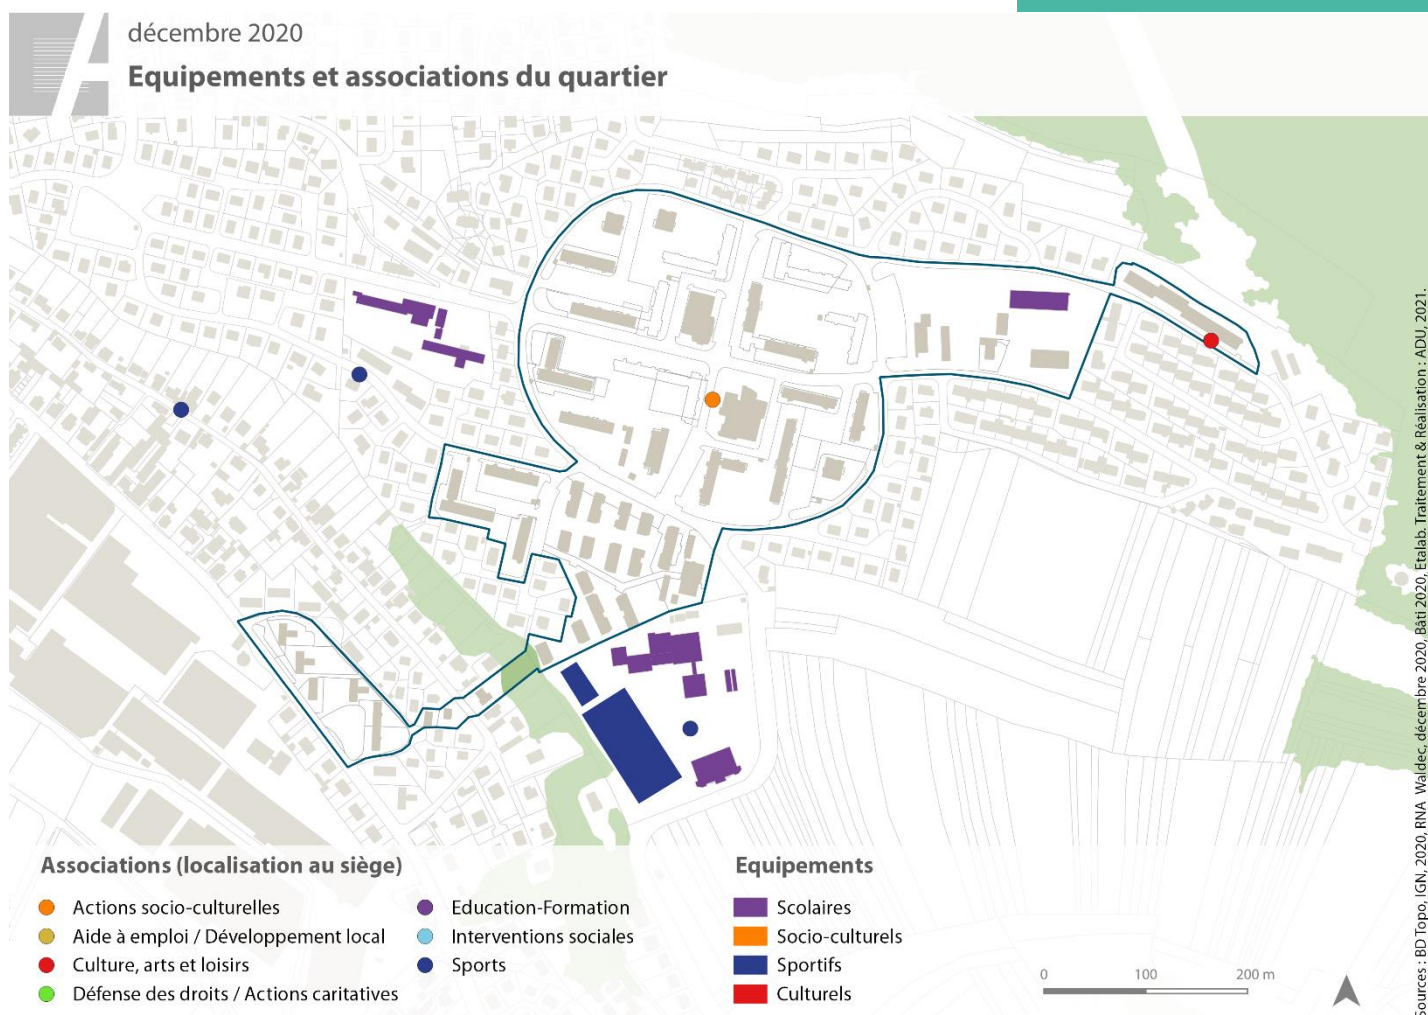 décembre 2020
Equipements et associations du quartier
Associations (localisation au siège)
Actions socio-culturelles
Aide à emploi / Développement local
Culture, arts et loisirs
Défense des droits / Actions caritatives
Education-Formation
Interventions sociales
Sports
Equipements
Scolaires
Socio-culturels
Sportifs
Culturels
0 100 200 m
Sources : BD Topo, IGN, 2020, RNA Waldec, décembre 2020, Bâti 2020, Etalab. Traitement & Réalisation : ADU, 2021.